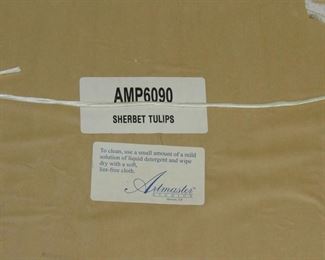 AMP6090
SHERBET TULIPS
To clean, use a small amount of a mild
solution of liquid detergent and wipe
dry with a soft,
lint-free cloth.
Artmaster
STUDIOS